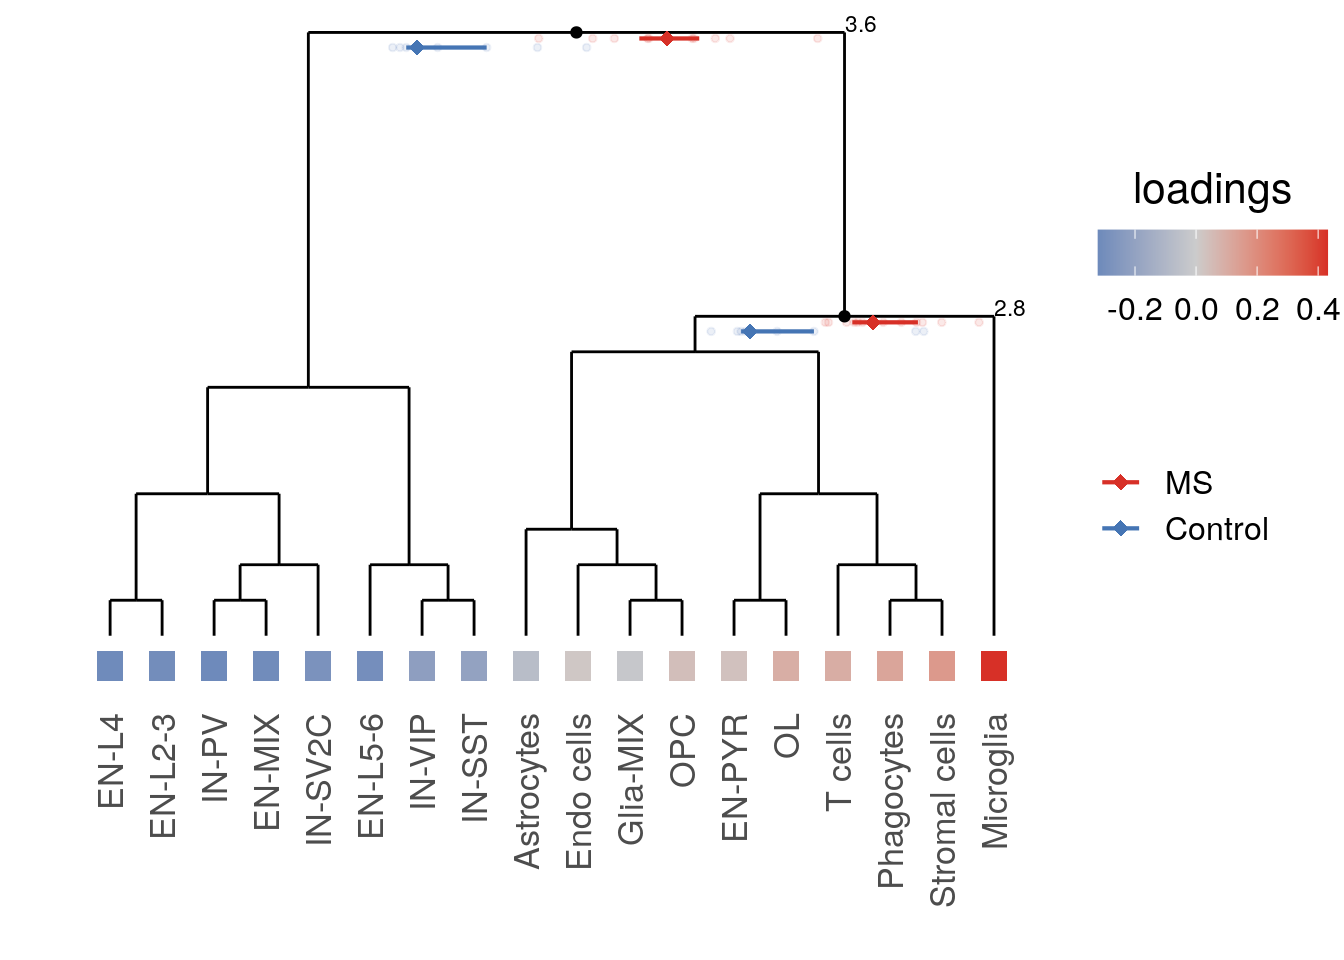 3.6
2.8
loadings
-0.2 0.0 0.2 0.4
MS
Control
EN-L4
EN-L2-3
IN-PV
EN-MIX
IN-SV2C
EN-L5-6
IN-VIP
IN-SST
Astrocytes
Endo cells
Glia-MIX
OPC
EN-PYR
OL
T cells
Phagocytes
Stromal cells
Microglia